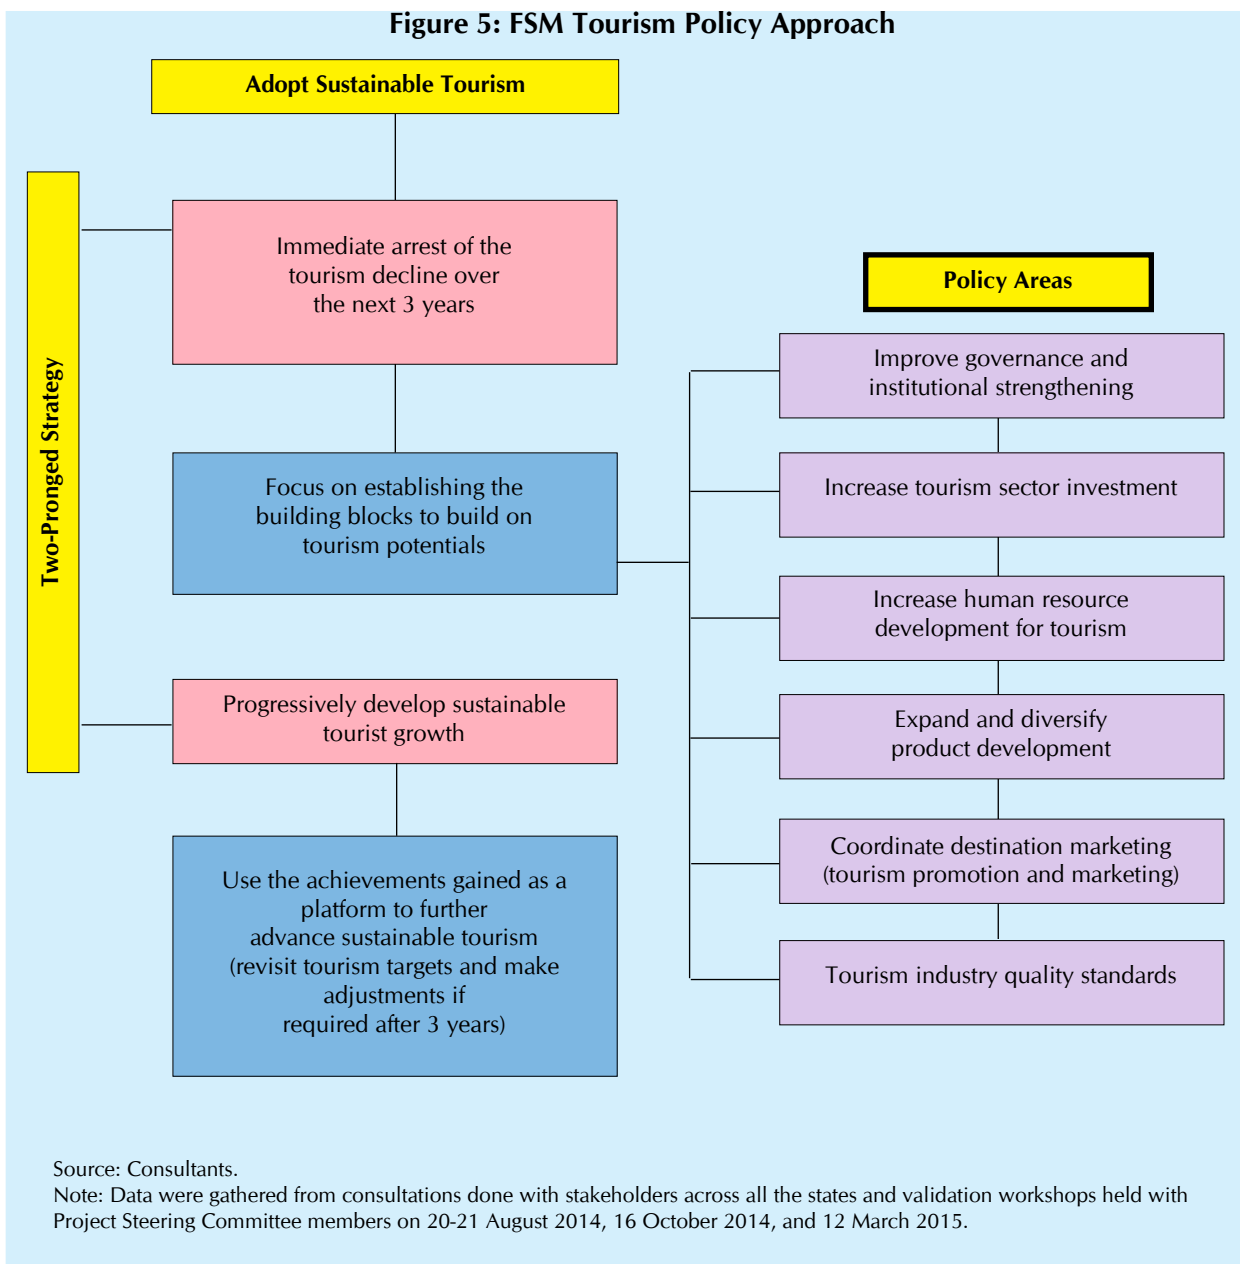 Figure 5: FSM Tourism Policy Approach
Adopt Sustainable Tourism
Two-Pronged Strategy
Immediate arrest of the
tourism decline over
the next 3 years
Focus on establishing the
building blocks to build on
tourism potentials
Progressively develop sustainable
tourist growth
Use the achievements gained as a
platform to further
advance sustainable tourism
(revisit tourism targets and make
adjustments if
required after 3 years)
Policy Areas
Improve governance and
institutional strengthening
Increase tourism sector investment
Increase human resource
development for tourism
Expand and diversify
product development
Coordinate destination marketing
(tourism promotion and marketing)
Tourism industry quality standards
Source: Consultants.
Note: Data were gathered from consultations done with stakeholders across all the states and validation workshops held with
Project Steering Committee members on 20-21 August 2014, 16 October 2014, and 12 March 2015.